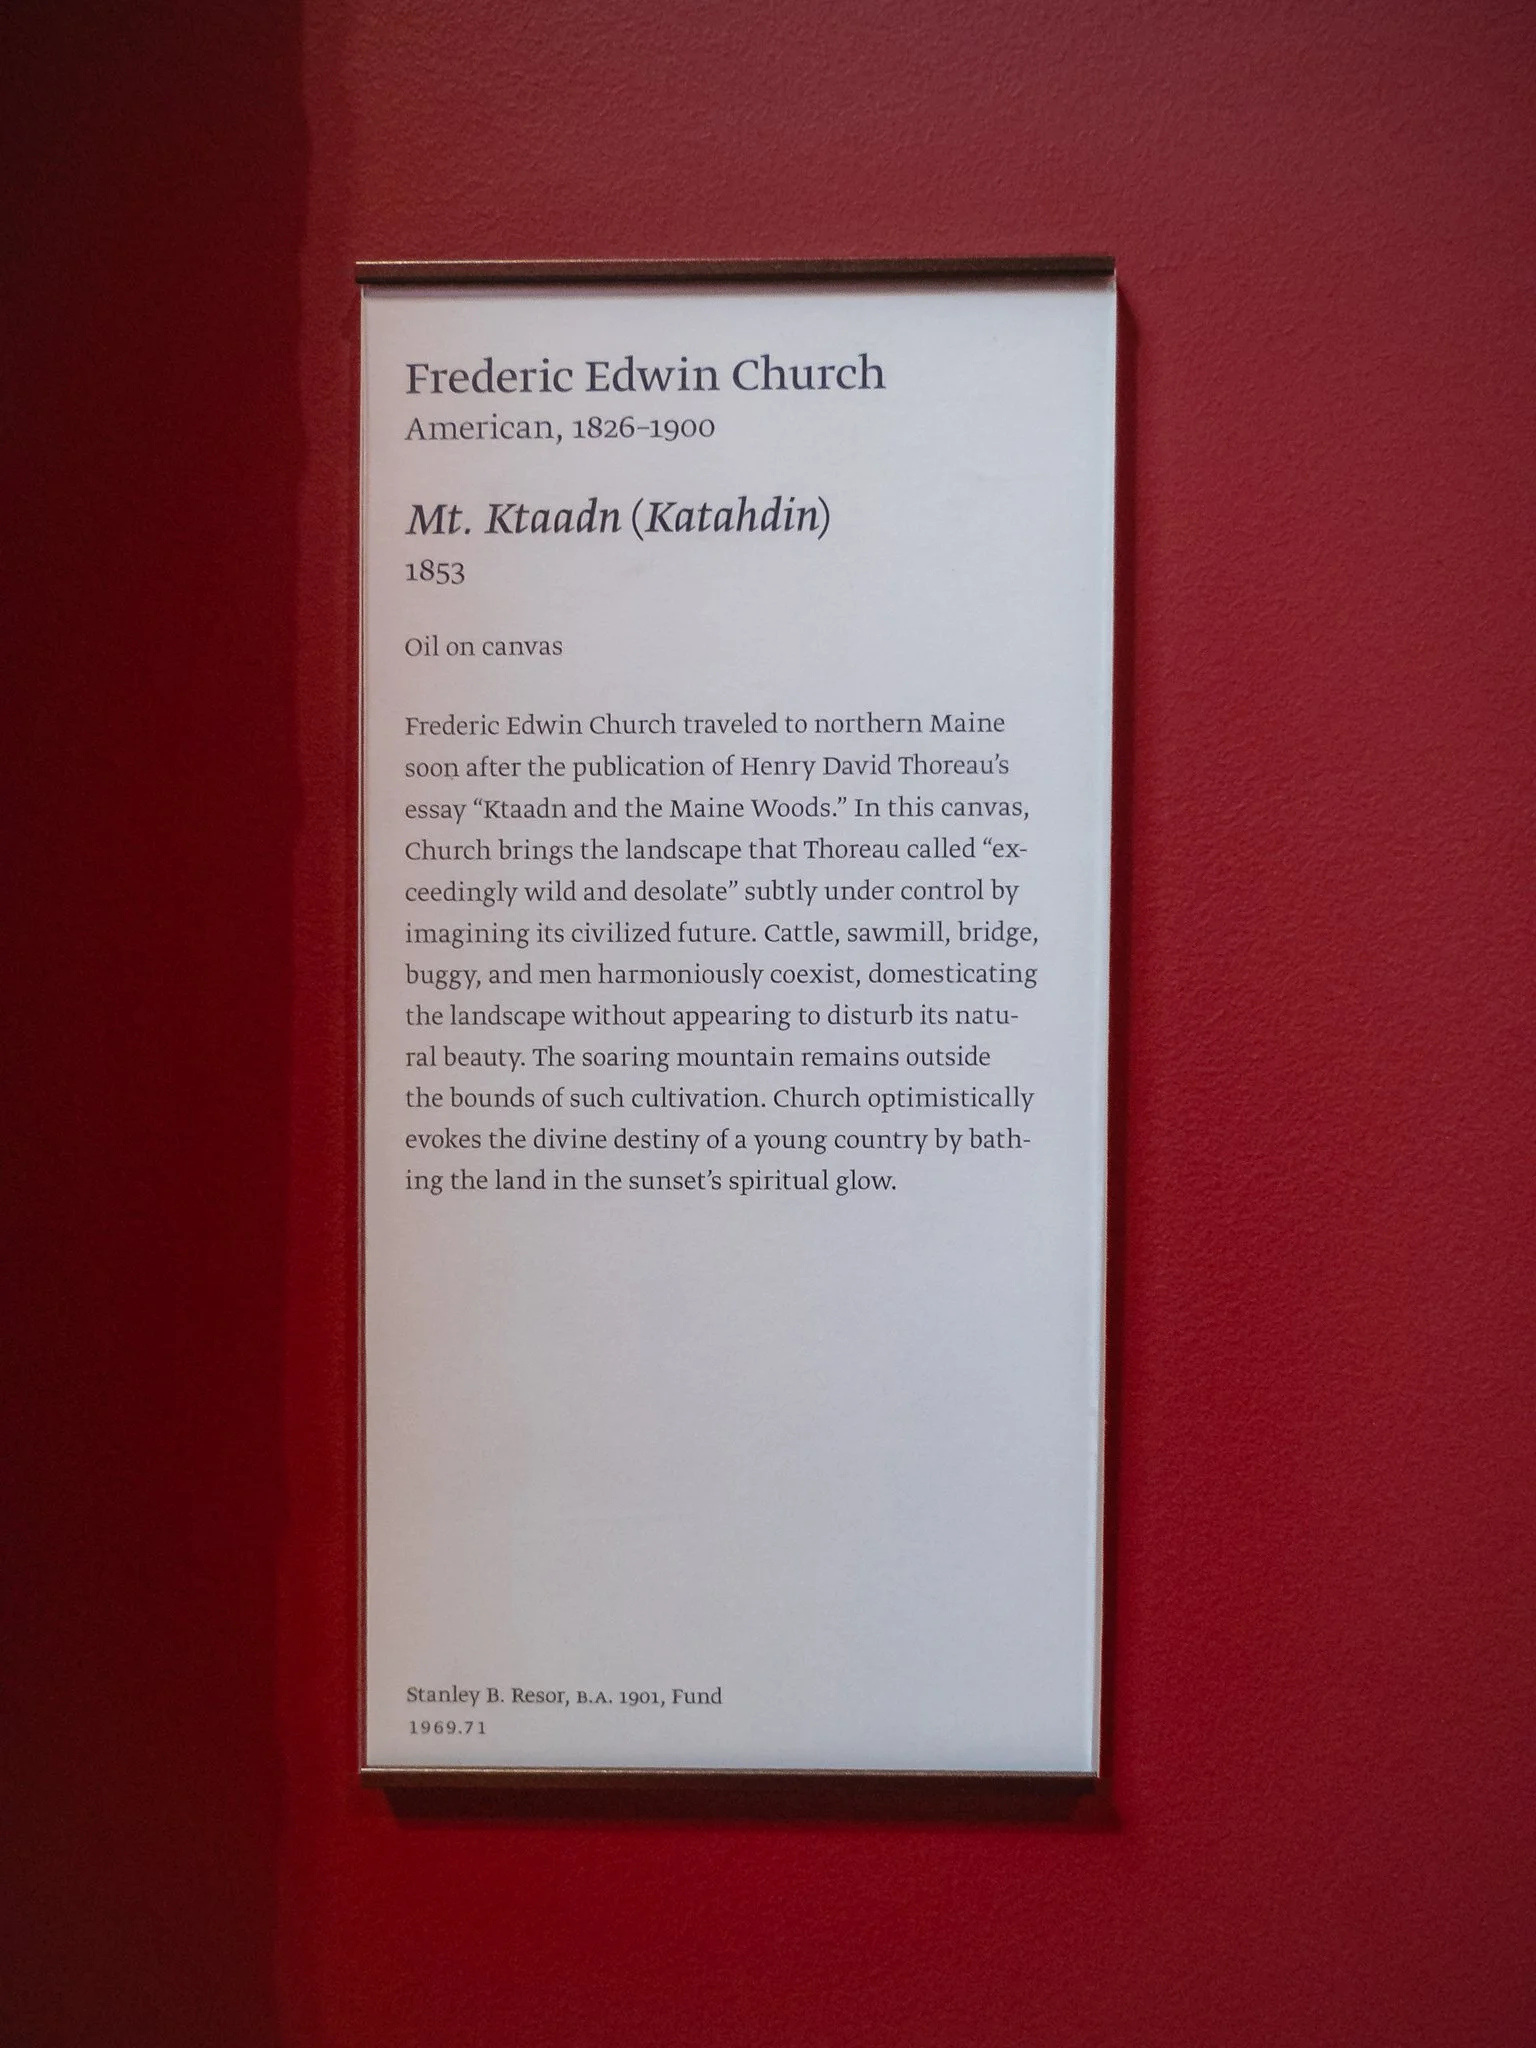 Frederic Edwin Church
American, 1826–1900
Mt. Ktaadn (Katahdin)
1853
Oil on canvas
Frederic Edwin Church traveled to northern Maine
soon after the publication of Henry David Thoreau’s
essay “Ktaadn and the Maine Woods.” In this canvas,
Church brings the landscape that Thoreau called “ex-
ceedingly wild and desolate” subtly under control by
imagining its civilized future. Cattle, sawmill, bridge,
buggy, and men harmoniously coexist, domesticating
the landscape without appearing to disturb its natu-
ral beauty. The soaring mountain remains outside
the bounds of such cultivation. Church optimistically
evokes the divine destiny of a young country by bath-
ing the land in the sunset’s spiritual glow.
Stanley B. Resor, B.A. 1901, Fund
1969.71